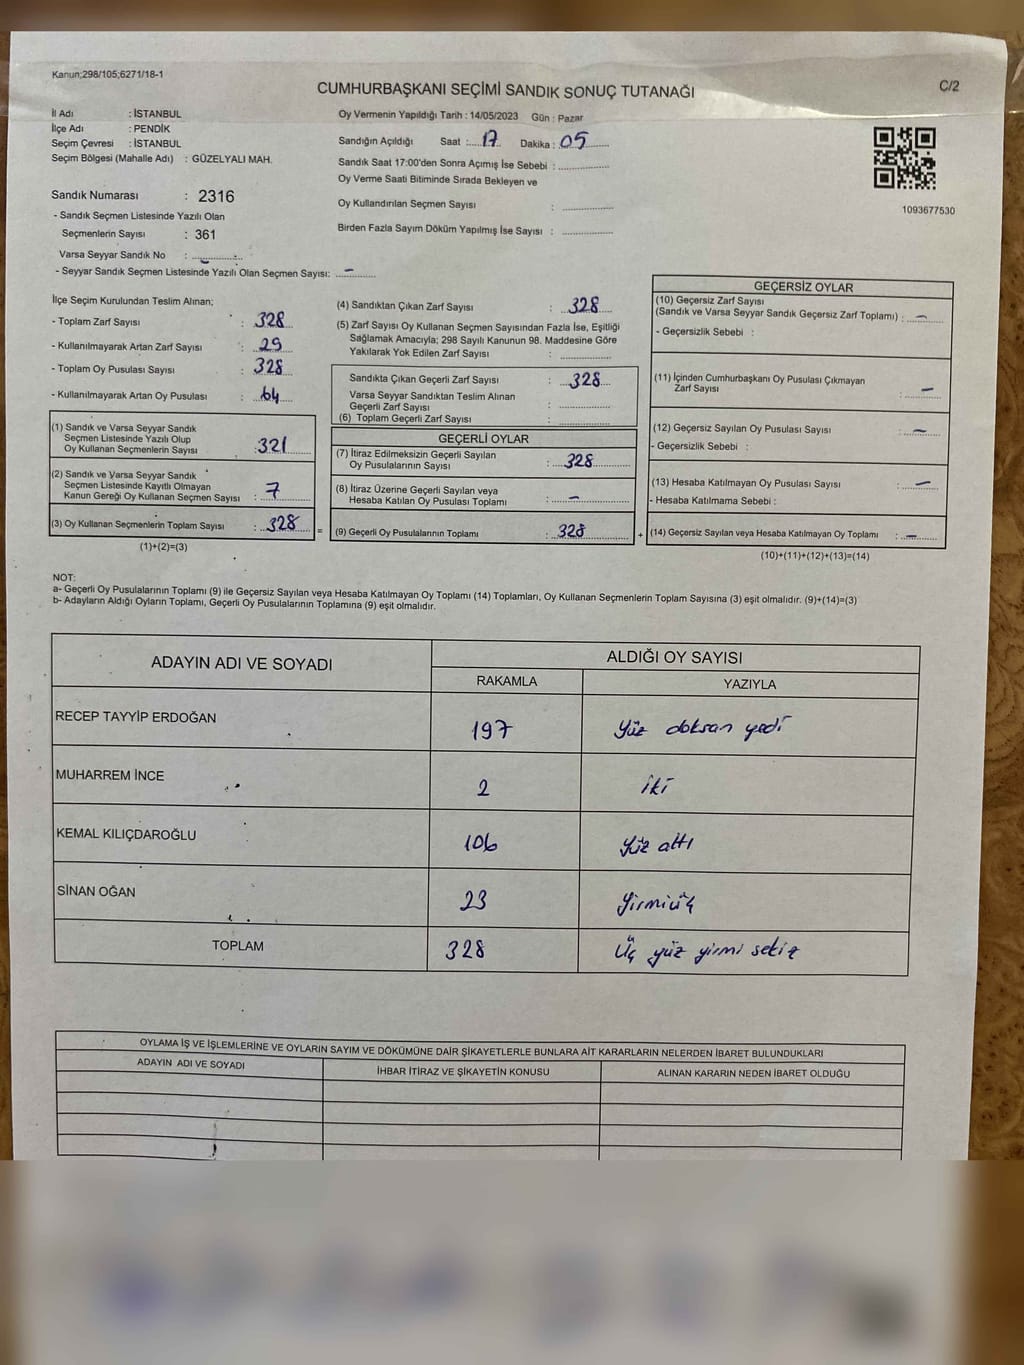 Kanun;298/105;6271/18-1
CUMHURBAŞKANI SEÇİMİ SANDIK SONUÇ TUTANAĞI
C/2
İl Adı : İSTANBUL
İlçe Adı : PENDİK
Seçim Çevresi : İSTANBUL
Seçim Bölgesi (Mahalle Adı) : GÜZELYALI MAH.
Oy Vermenin Yapıldığı Tarih : 14/05/2023 Gün : Pazar
Sandığın Açıldığı Saat : 17 Dakika : 05
Sandık Saat 17:00'den Sonra Açımış İse Sebebi :
Oy Verme Saati Bitiminde Sırada Bekleyen ve
Oy Kullandırılan Seçmen Sayısı :
Birden Fazla Sayım Döküm Yapılmış İse Sayısı :
1093677530
Sandık Numarası : 2316
- Sandık Seçmen Listesinde Yazılı Olan
Seçmenlerin Sayısı : 361
Varsa Seyyar Sandık No : –
- Seyyar Sandık Seçmen Listesinde Yazılı Olan Seçmen Sayısı: –
İlçe Seçim Kurulundan Teslim Alınan;
- Toplam Zarf Sayısı : 328
- Kullanılmayarak Artan Zarf Sayısı : 29
- Toplam Oy Pusulası Sayısı : 328
- Kullanılmayarak Artan Oy Pusulası : 64
(1) Sandık ve Varsa Seyyar Sandık
Seçmen Listesinde Yazılı Olup
Oy Kullanan Seçmenlerin Sayısı : 321
(2) Sandık ve Varsa Seyyar Sandık
Seçmen Listesinde Kayıtlı Olmayan
Kanun Gereği Oy Kullanan Seçmen Sayısı : 7
(3) Oy Kullanan Seçmenlerin Toplam Sayısı : 328 =
(1)+(2)=(3)
(4) Sandıktan Çıkan Zarf Sayısı : 328
(5) Zarf Sayısı Oy Kullanan Seçmen Sayısından Fazla İse, Eşitliği
Sağlamak Amacıyla; 298 Sayılı Kanunun 98. Maddesine Göre
Yakılarak Yok Edilen Zarf Sayısı :
Sandıkta Çıkan Geçerli Zarf Sayısı : 328
Varsa Seyyar Sandıktan Teslim Alınan
Geçerli Zarf Sayısı :
(6) Toplam Geçerli Zarf Sayısı :
GEÇERLİ OYLAR
(7) İtiraz Edilmeksizin Geçerli Sayılan
Oy Pusulalarının Sayısı : 328
(8) İtiraz Üzerine Geçerli Sayılan veya
Hesaba Katılan Oy Pusulası Toplamı : –
(9) Geçerli Oy Pusulalarının Toplamı : 328 +
GEÇERSİZ OYLAR
(10) Geçersiz Zarf Sayısı
(Sandık ve Varsa Seyyar Sandık Geçersiz Zarf Toplamı) : –
- Geçersizlik Sebebi :
(11) İçinden Cumhurbaşkanı Oy Pusulası Çıkmayan
Zarf Sayısı : –
(12) Geçersiz Sayılan Oy Pusulası Sayısı : –
- Geçersizlik Sebebi :
(13) Hesaba Katılmayan Oy Pusulası Sayısı : –
- Hesaba Katılmama Sebebi :
(14) Geçersiz Sayılan veya Hesaba Katılmayan Oy Toplamı : –
(10)+(11)+(12)+(13)=(14)
NOT:
a- Geçerli Oy Pusulalarının Toplamı (9) ile Geçersiz Sayılan veya Hesaba Katılmayan Oy Toplamı (14) Toplamları, Oy Kullanan Seçmenlerin Toplam Sayısına (3) eşit olmalıdır. (9)+(14)=(3)
b- Adayların Aldığı Oyların Toplamı, Geçerli Oy Pusulalarının Toplamına (9) eşit olmalıdır.
ADAYIN ADI VE SOYADI
ALDIĞI OY SAYISI
RAKAMLA YAZIYLA
RECEP TAYYİP ERDOĞAN 197 Yüz doksan yedi
MUHARREM İNCE 2 İki
KEMAL KILIÇDAROĞLU 106 Yüz altı
SİNAN OĞAN 23 Yirmiüç
TOPLAM 328 Üç yüz yirmi sekiz
OYLAMA İŞ VE İŞLEMLERİNE VE OYLARIN SAYIM VE DÖKÜMÜNE DAİR ŞİKAYETLERLE BUNLARA AİT KARARLARIN NELERDEN İBARET BULUNDUKLARI
ADAYIN ADI VE SOYADI İHBAR İTİRAZ VE ŞİKAYETİN KONUSU ALINAN KARARIN NEDEN İBARET OLDUĞU